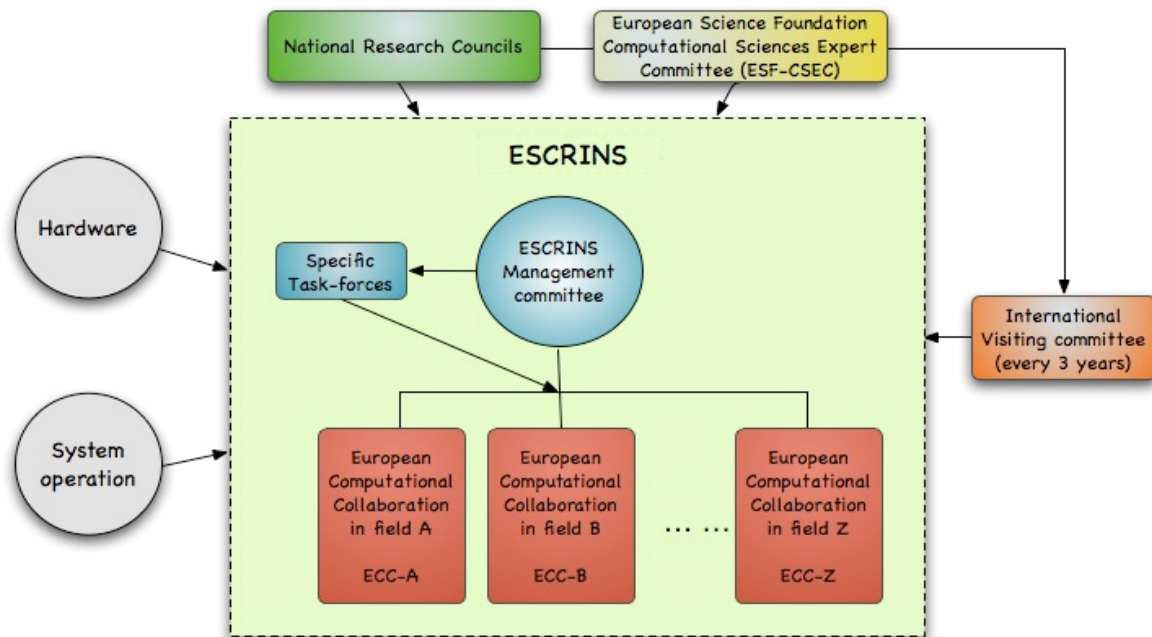 National Research Councils
European Science Foundation
Computational Sciences Expert
Committee (ESF-CSEC)
ESCRINS
Hardware
Specific
Task-forces
ESCRINS
Management
committee
International
Visiting committee
(every 3 years)
System
operation
European
Computational
Collaboration
in field A
ECC-A
European
Computational
Collaboration
in field B
ECC-B
... ...
European
Computational
Collaboration
in field Z
ECC-Z